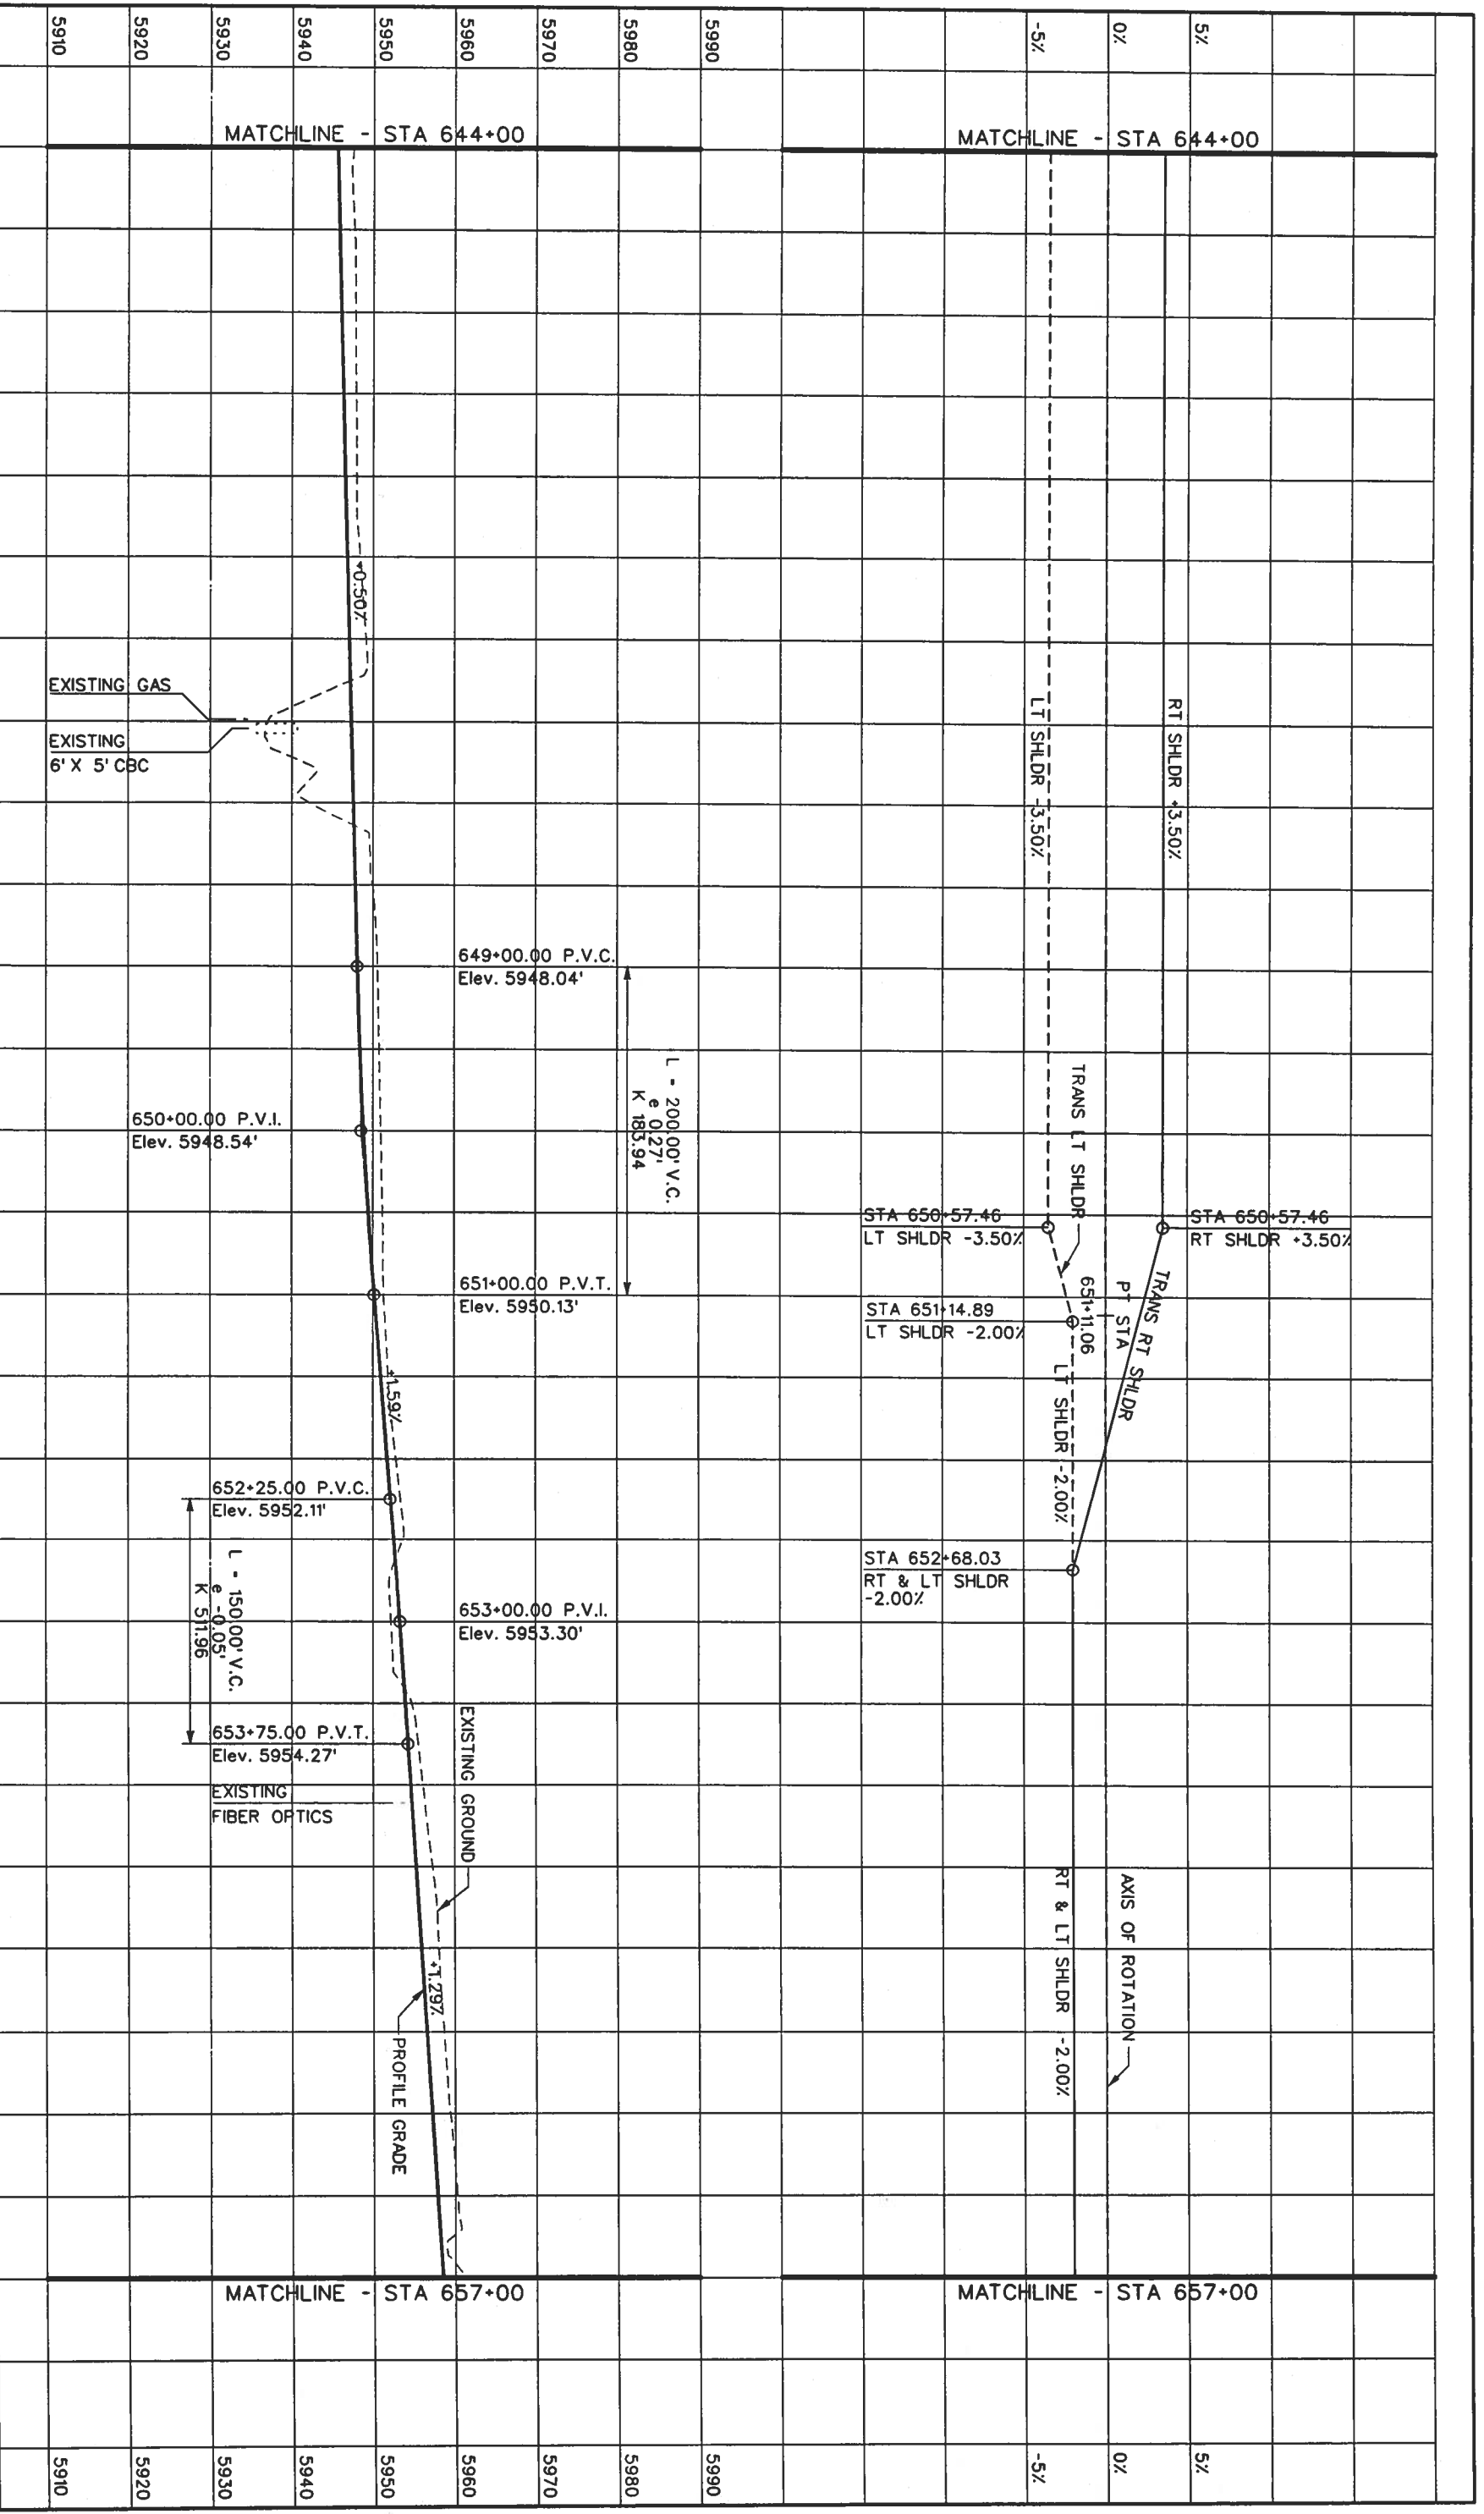 5910
5920
5930
5940
5950
5960
5970
5980
5990
-5%
0%
5%
MATCHLINE - STA 644+00
MATCHLINE - STA 644+00
+0.50%
EXISTING GAS
EXISTING
6' X 5' CBC
LT SHLDR -3.50%
RT SHLDR +3.50%
649+00.00 P.V.C.
Elev. 5948.04'
L = 200.00' V.C.
e 0.27'
K 183.94
650+00.00 P.V.I.
Elev. 5948.54'
651+00.00 P.V.T.
Elev. 5950.13'
TRANS LT SHLDR
STA 650+57.46
LT SHLDR -3.50%
STA 650+57.46
RT SHLDR +3.50%
STA 651+14.89
LT SHLDR -2.00%
PT STA
651+11.06
TRANS RT SHLDR
LT SHLDR -2.00%
+1.59%
652+25.00 P.V.C.
Elev. 5952.11'
STA 652+68.03
RT & LT SHLDR
-2.00%
L = 150.00' V.C.
e -0.05'
K 511.96
653+00.00 P.V.I.
Elev. 5953.30'
653+75.00 P.V.T.
Elev. 5954.27'
EXISTING
FIBER OPTICS
EXISTING GROUND
+1.29%
PROFILE GRADE
RT & LT SHLDR -2.00%
AXIS OF ROTATION
MATCHLINE - STA 657+00
MATCHLINE - STA 657+00
5910
5920
5930
5940
5950
5960
5970
5980
5990
-5%
0%
5%